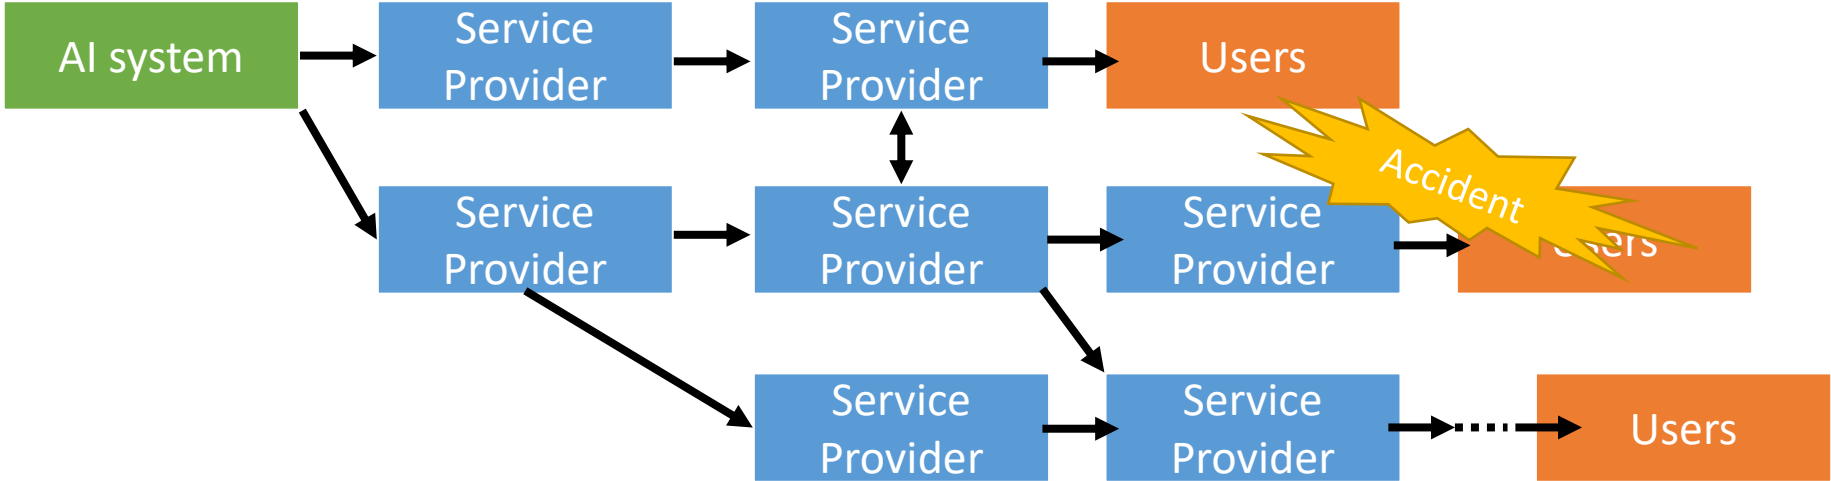 AI system
Service
Provider
Service
Provider
Users
Accident
Service
Provider
Service
Provider
Service
Provider
Users
Service
Provider
Service
Provider
Users